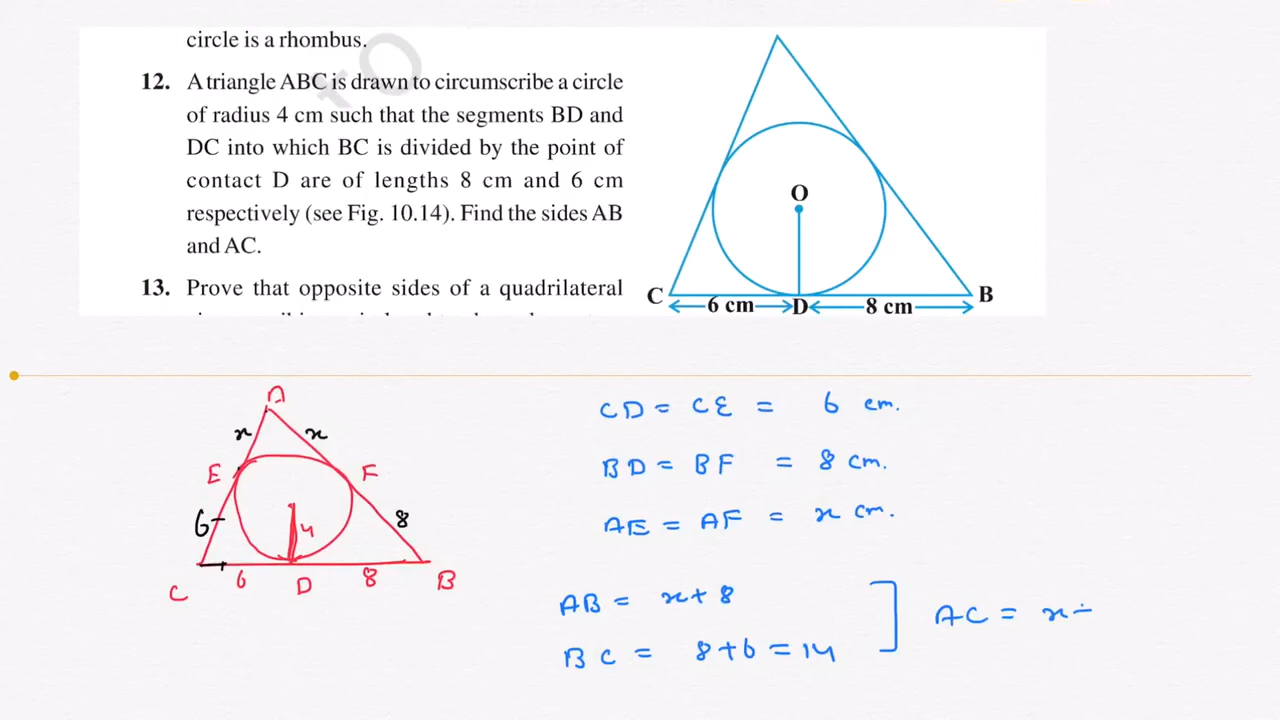 circle is a rhombus.
12. A triangle ABC is drawn to circumscribe a circle
of radius 4 cm such that the segments BD and
DC into which BC is divided by the point of
contact D are of lengths 8 cm and 6 cm
respectively (see Fig. 10.14). Find the sides AB
and AC.
13. Prove that opposite sides of a quadrilateral
O
C
6 cm
D
8 cm
B
A
x
x
E
F
6
8
4
C
6
D
8
B
CD = CE = 6 cm.
BD = BF = 8 cm.
AE = AF = x cm.
AB = x + 8
BC = 8 + 6 = 14
AC = x